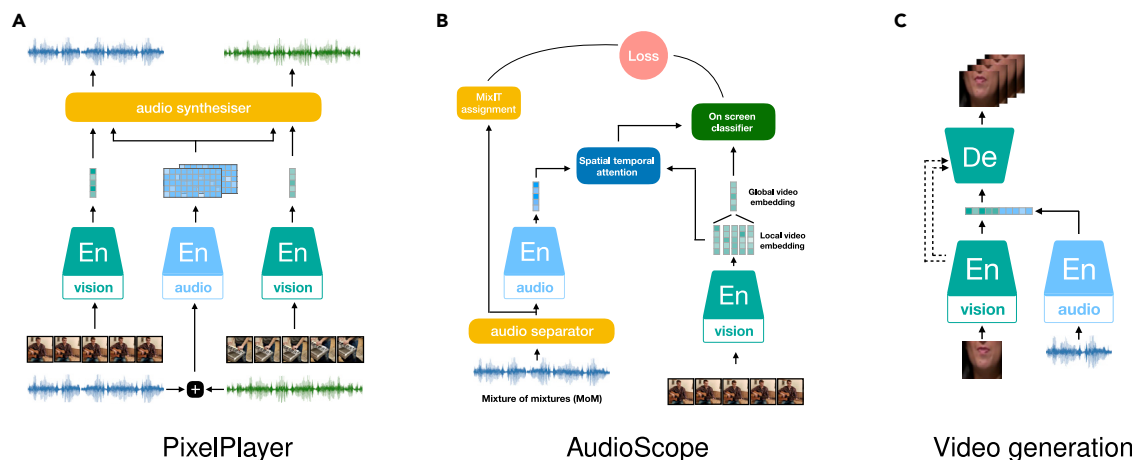 A
audio synthesiser
En
vision
En
audio
En
vision
+
PixelPlayer
B
Loss
MixIT
assignment
On screen
classifier
Spatial temporal
attention
Global video
embedding
Local video
embedding
En
audio
En
vision
audio separator
Mixture of mixtures (MoM)
AudioScope
C
De
En
vision
En
audio
Video generation